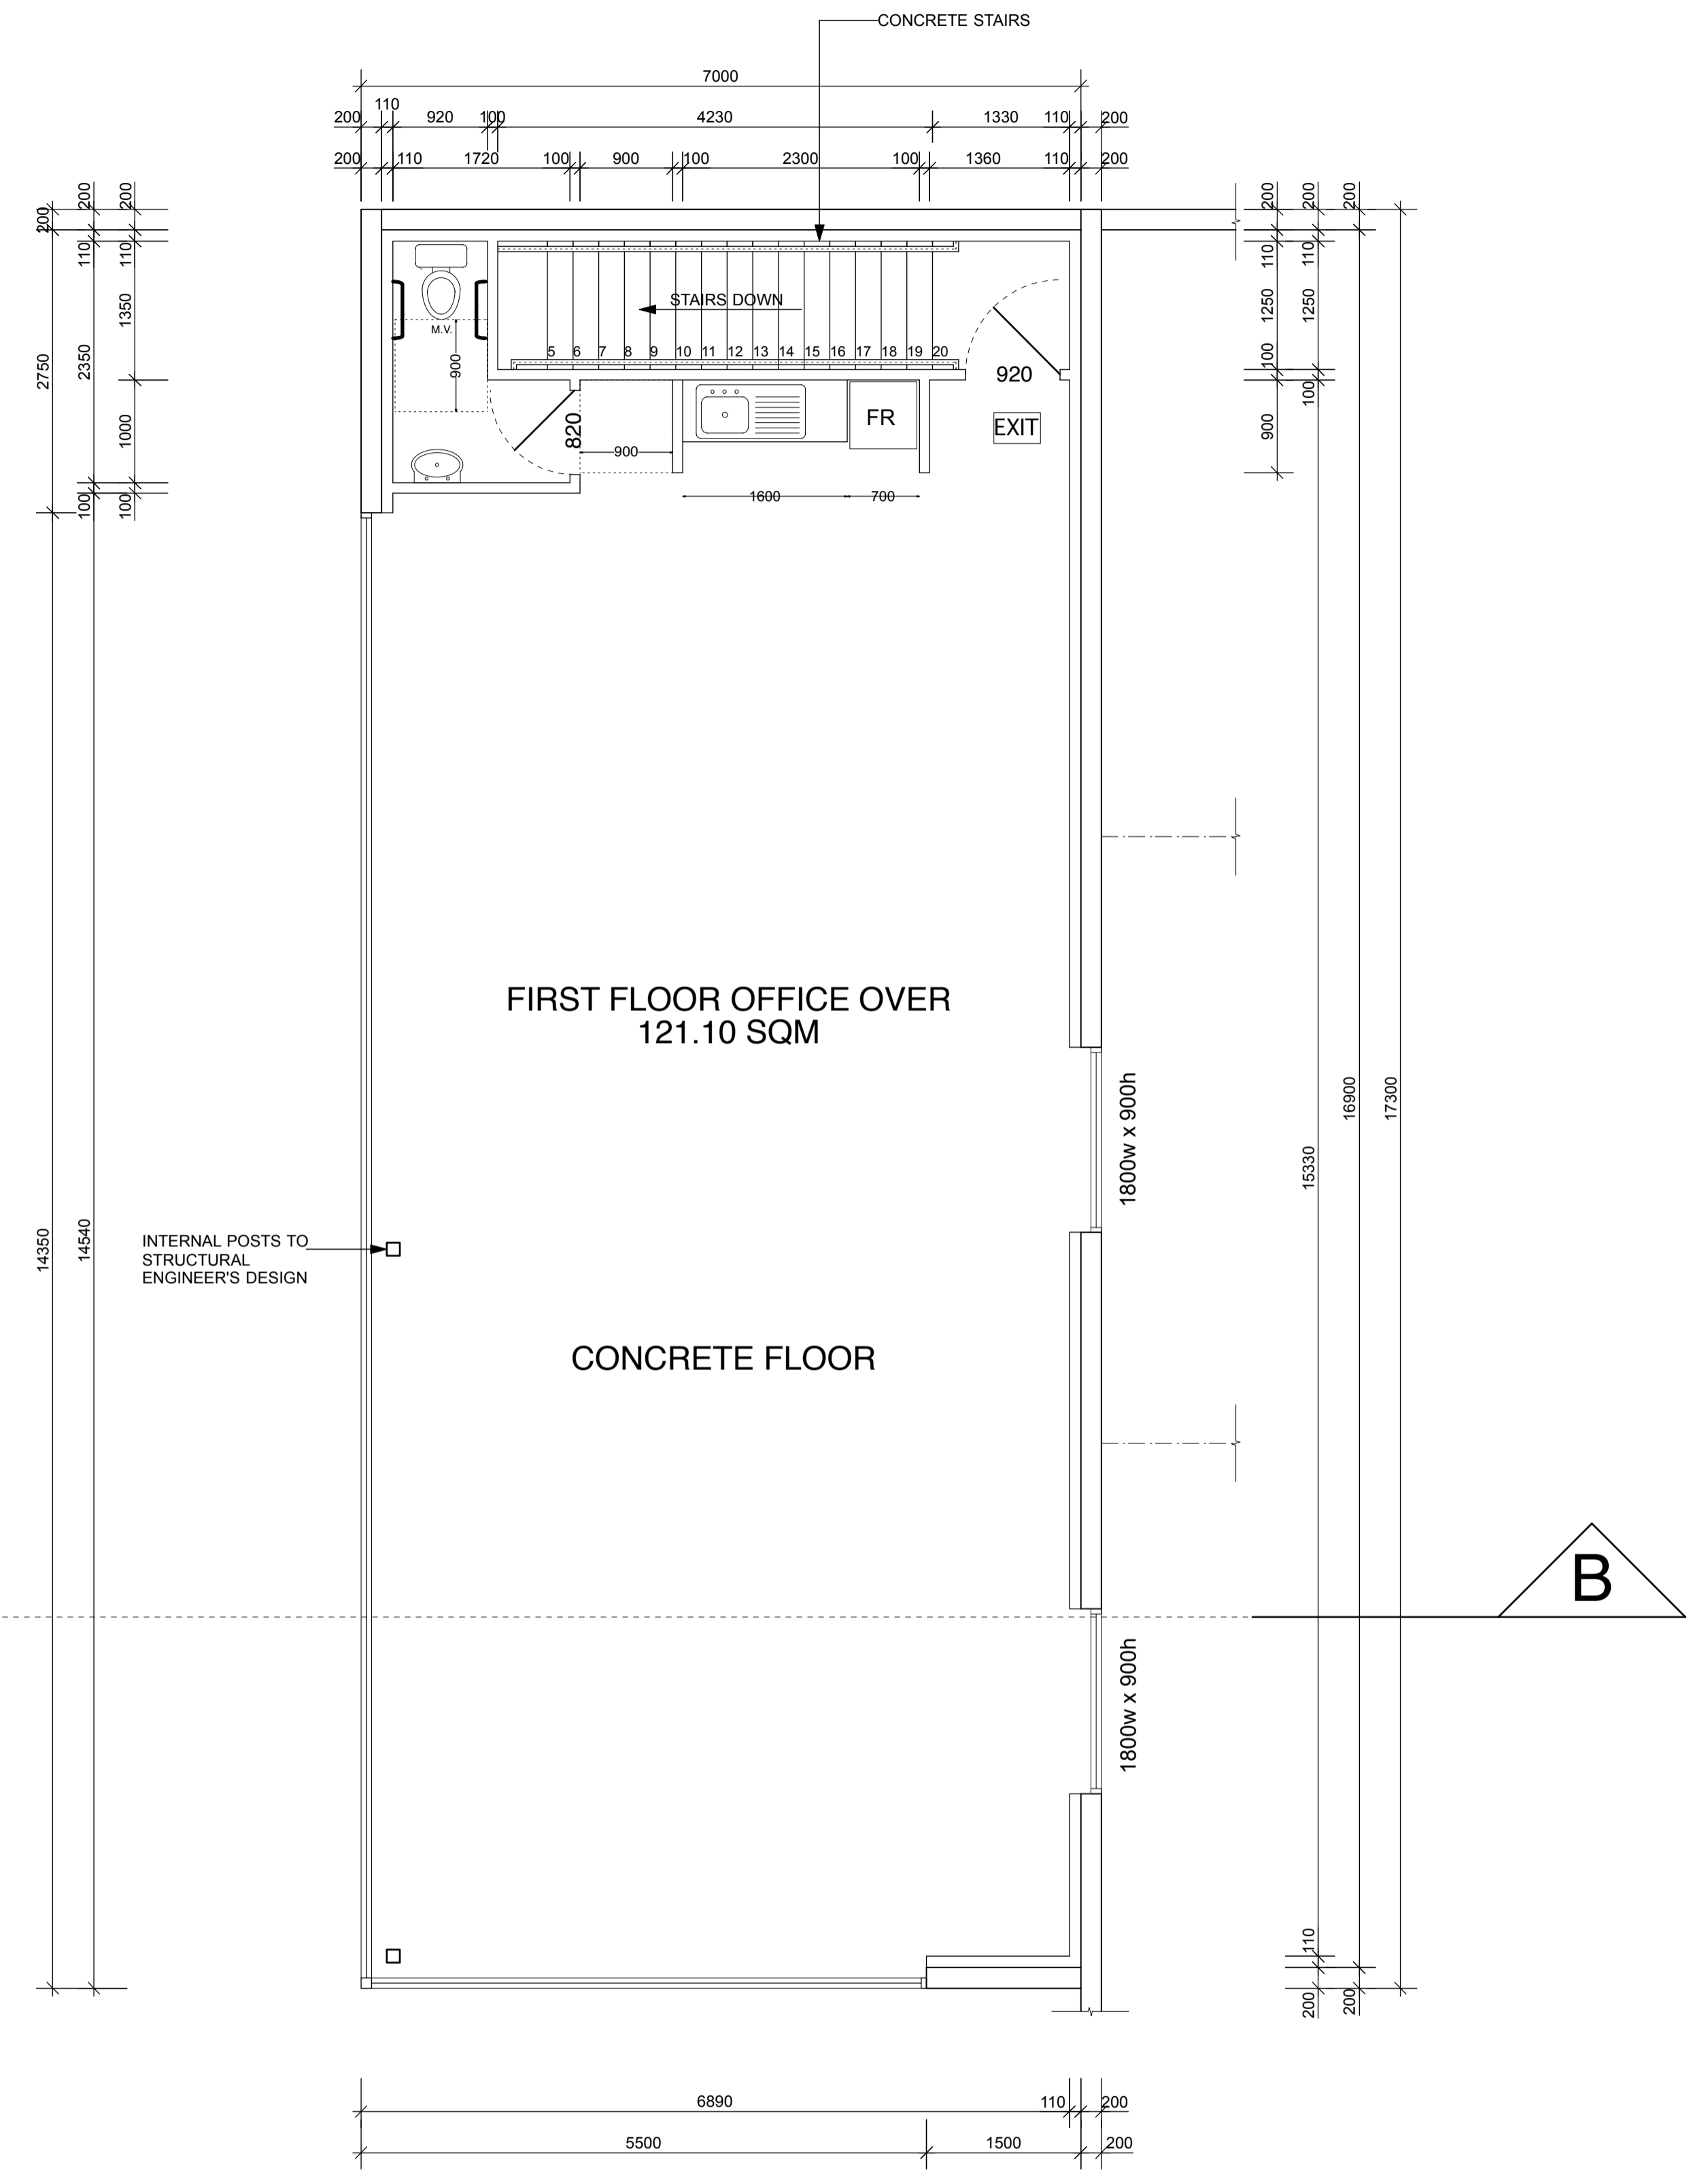 CONCRETE STAIRS
7000
110
200 920 100 4230 1330 110 200
200 110 1720 100 900 100 2300 100 1360 110 200
200 200 200
200 200 200 200
110 110
110 110
1350
2350
2750
1000
100 100
1250 1250
100
100
900
M.V.
900
STAIRS DOWN
5 6 7 8 9 10 11 12 13 14 15 16 17 18 19 20
920
820
900
FR
EXIT
1600 700
FIRST FLOOR OFFICE OVER
121.10 SQM
1800w x 900h
16900
17300
15330
14350
14540
INTERNAL POSTS TO
STRUCTURAL
ENGINEER'S DESIGN
CONCRETE FLOOR
B
1800w x 900h
110
200 200
6890 110 200
5500 1500 200